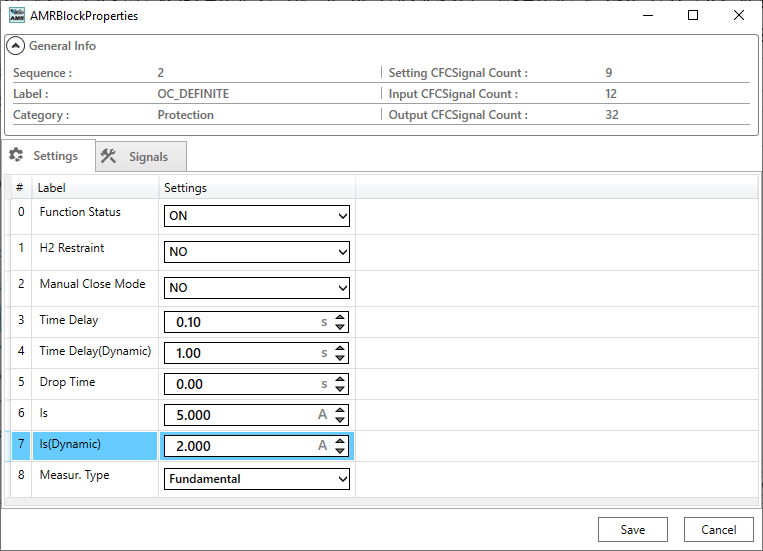 AMRBlockProperties
General Info
Sequence : 2 Setting CFCSignal Count : 9
Label : OC_DEFINITE Input CFCSignal Count : 12
Category : Protection Output CFCSignal Count : 32
Settings Signals
# Label Settings
0 Function Status ON
1 H2 Restraint NO
2 Manual Close Mode NO
3 Time Delay 0.10 s
4 Time Delay(Dynamic) 1.00 s
5 Drop Time 0.00 s
6 Is 5.000 A
7 Is(Dynamic) 2.000 A
8 Measur. Type Fundamental
Save Cancel